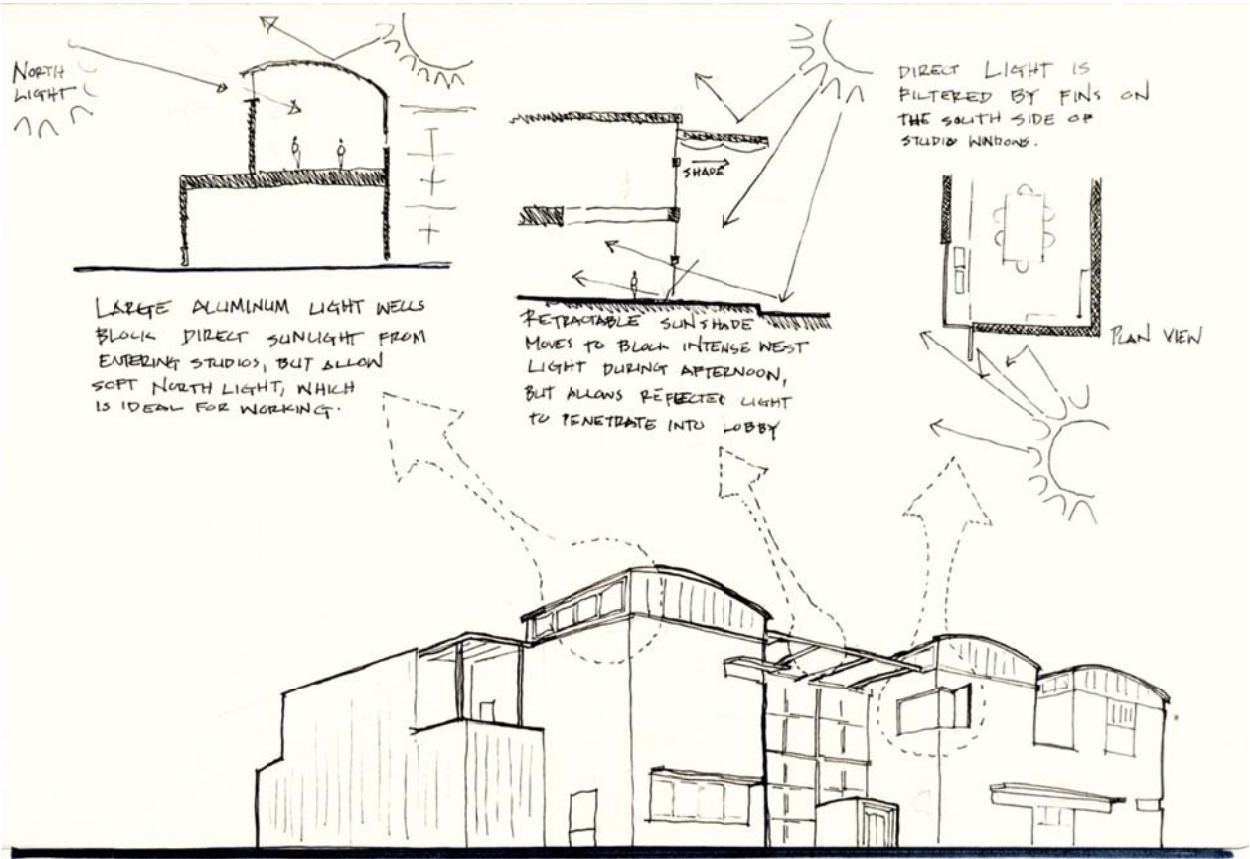 NORTH
LIGHT
LARGE ALUMINUM LIGHT WELLS
BLOCK DIRECT SUNLIGHT FROM
ENTERING STUDIOS, BUT ALLOW
SOFT NORTH LIGHT, WHICH
IS IDEAL FOR WORKING.
SHADE
RETRACTABLE SUNSHADE
MOVES TO BLOCK INTENSE WEST
LIGHT DURING AFTERNOON,
BUT ALLOWS REFLECTED LIGHT
TO PENETRATE INTO LOBBY
DIRECT LIGHT IS
FILTERED BY FINS ON
THE SOUTH SIDE OF
STUDIO WINDOWS.
PLAN VIEW